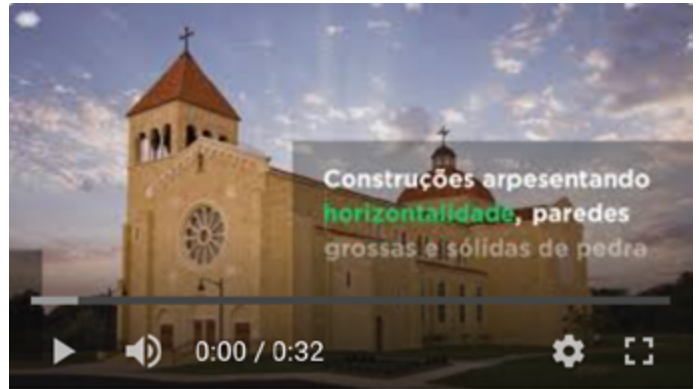 Construções arpesentando
horizontalidade, paredes
grossas e sólidas de pedra
0:00 / 0:32